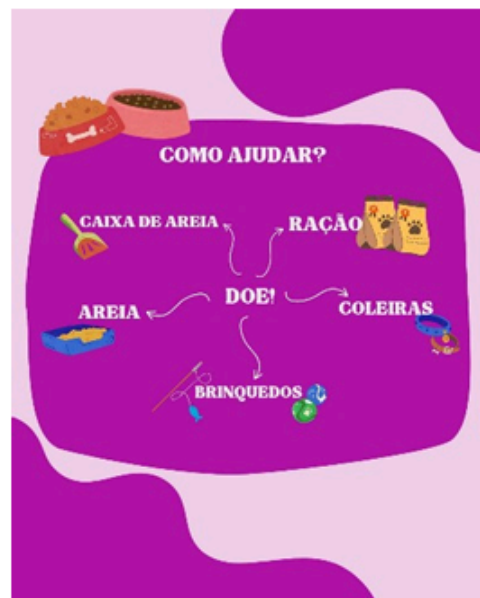 COMO AJUDAR?
CAIXA DE AREIA
RAÇÃO
DOE!
AREIA
COLEIRAS
BRINQUEDOS